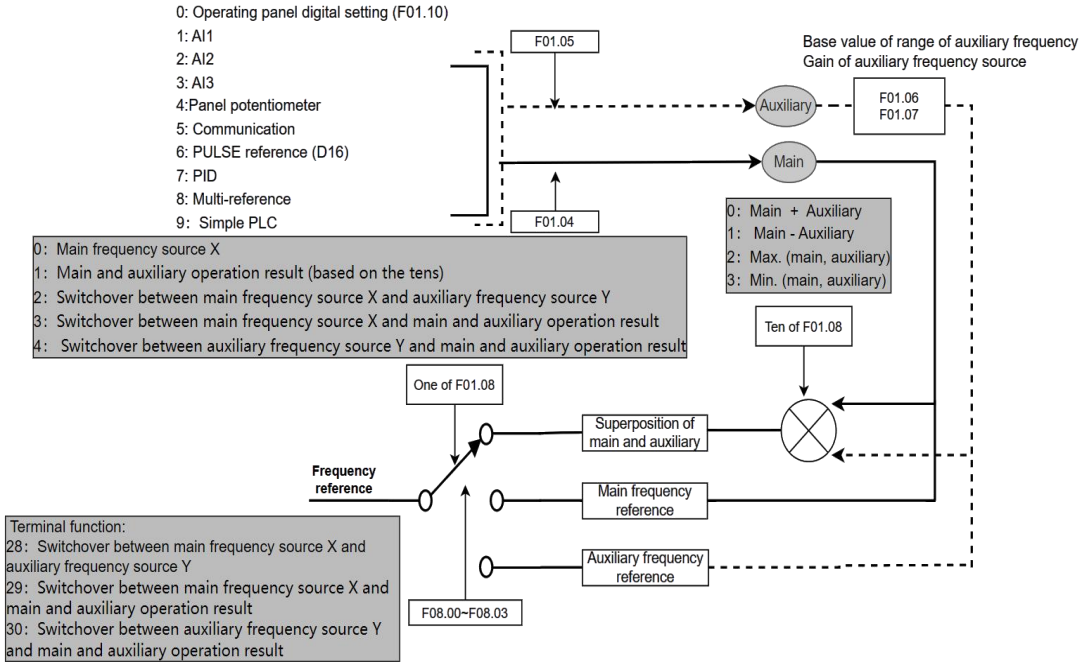 0: Operating panel digital setting (F01.10)
1: AI1
2: AI2
3: AI3
4:Panel potentiometer
5: Communication
6: PULSE reference (D16)
7: PID
8: Multi-reference
9: Simple PLC
F01.05
F01.04
Base value of range of auxiliary frequency
Gain of auxiliary frequency source
Auxiliary
F01.06
F01.07
Main
0: Main + Auxiliary
1: Main - Auxiliary
2: Max. (main, auxiliary)
3: Min. (main, auxiliary)
0: Main frequency source X
1: Main and auxiliary operation result (based on the tens)
2: Switchover between main frequency source X and auxiliary frequency source Y
3: Switchover between main frequency source X and main and auxiliary operation result
4: Switchover between auxiliary frequency source Y and main and auxiliary operation result
Ten of F01.08
One of F01.08
Superposition of
main and auxiliary
Frequency
reference
Main frequency
reference
Auxiliary frequency
reference
Terminal function:
28: Switchover between main frequency source X and
auxiliary frequency source Y
29: Switchover between main frequency source X and
main and auxiliary operation result
30: Switchover between auxiliary frequency source Y
and main and auxiliary operation result
F08.00~F08.03